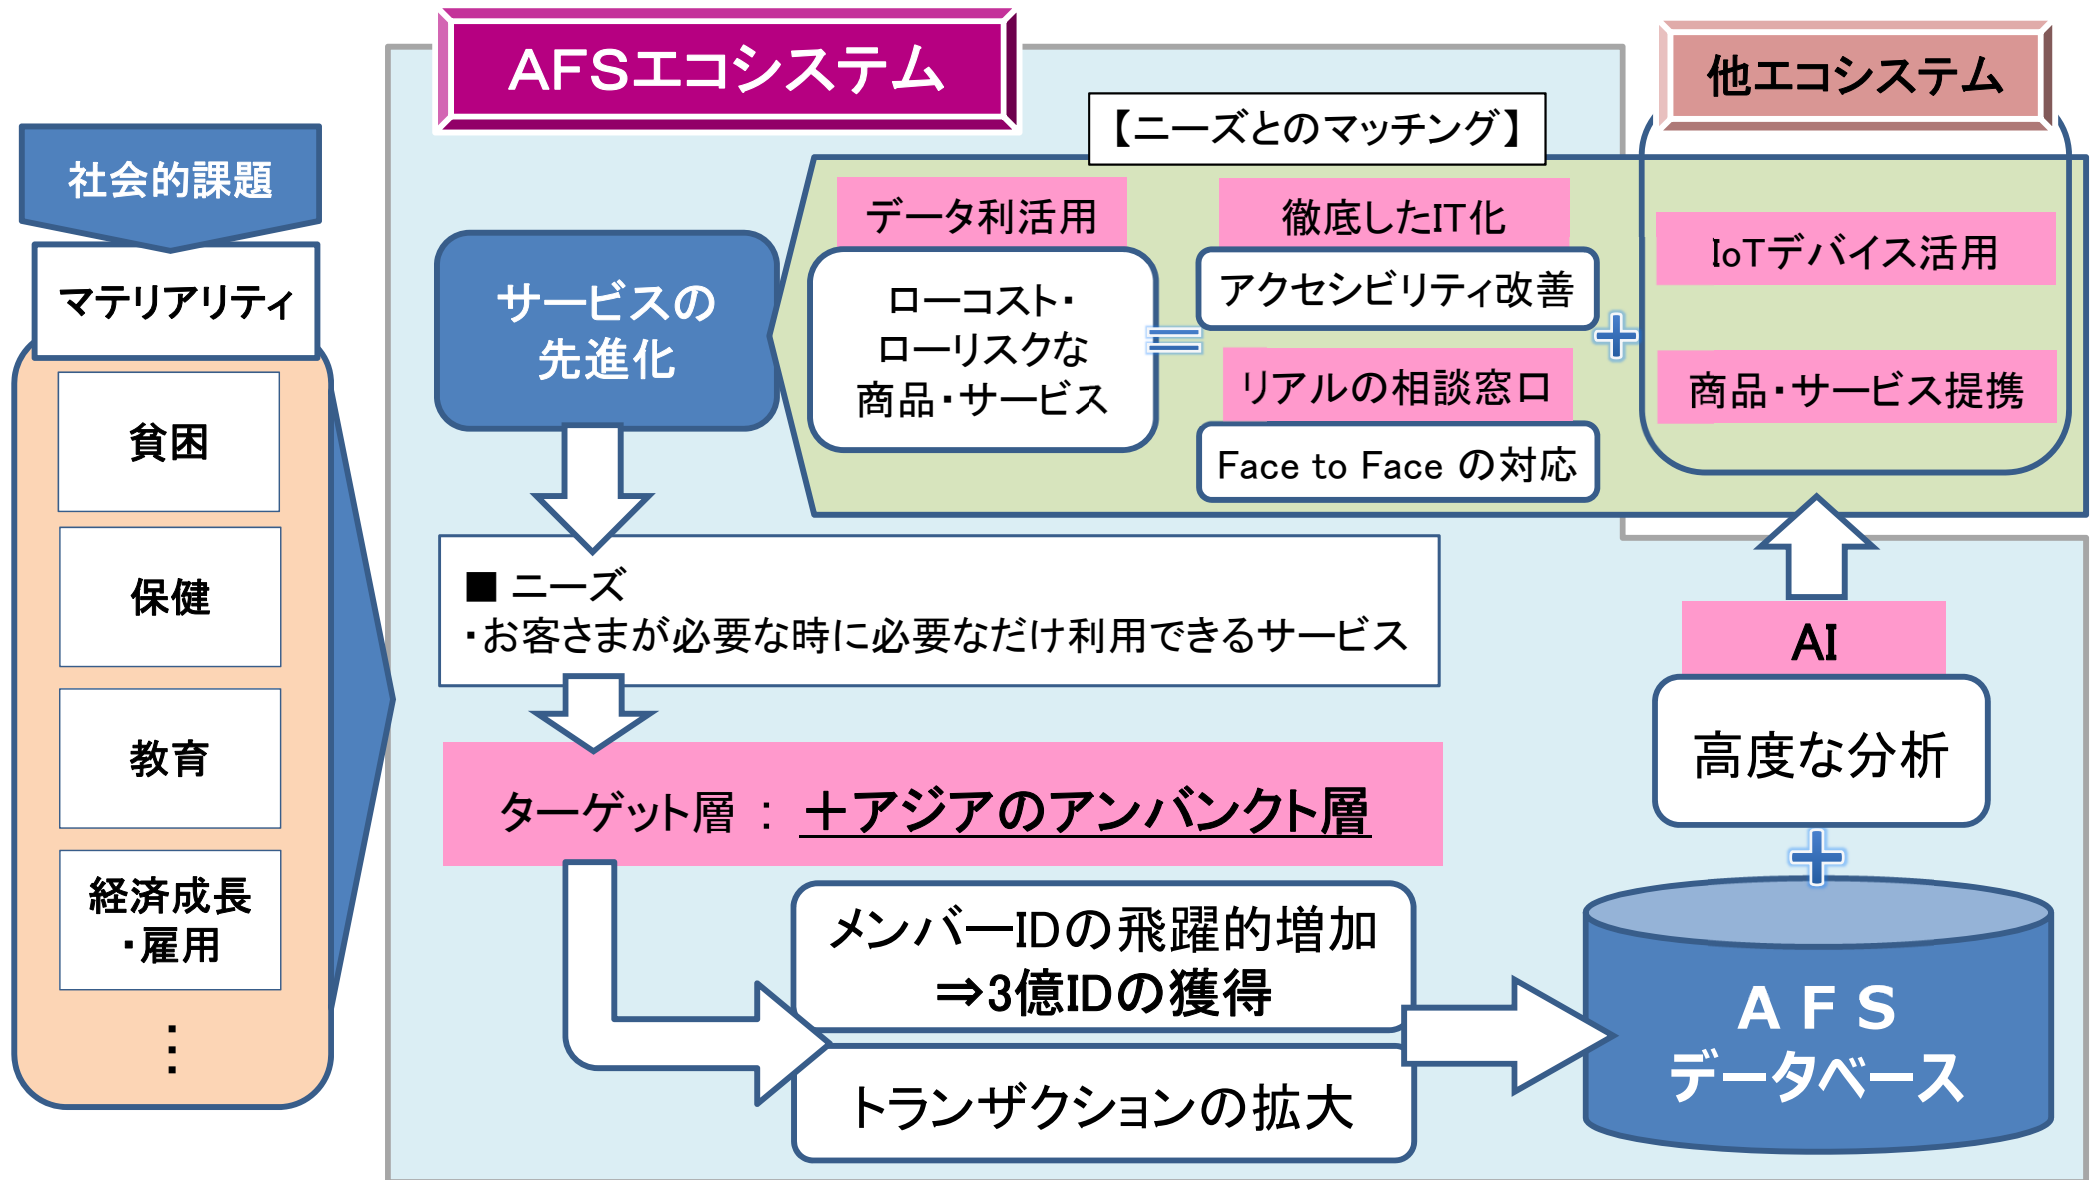 AFSエコシステム
他エコシステム
【ニーズとのマッチング】
社会的課題
マテリアリティ
貧困
保健
教育
経済成長
・雇用
⋮
サービスの
先進化
データ利活用
ローコスト・
ローリスクな
商品・サービス
＝
徹底したIT化
アクセシビリティ改善
リアルの相談窓口
Face to Face の対応
＋
IoTデバイス活用
商品・サービス提携
■ ニーズ
・お客さまが必要な時に必要なだけ利用できるサービス
ターゲット層 ： ＋アジアのアンバンクト層
メンバーIDの飛躍的増加
⇒3億IDの獲得
トランザクションの拡大
AI
高度な分析
＋
AFS
データベース